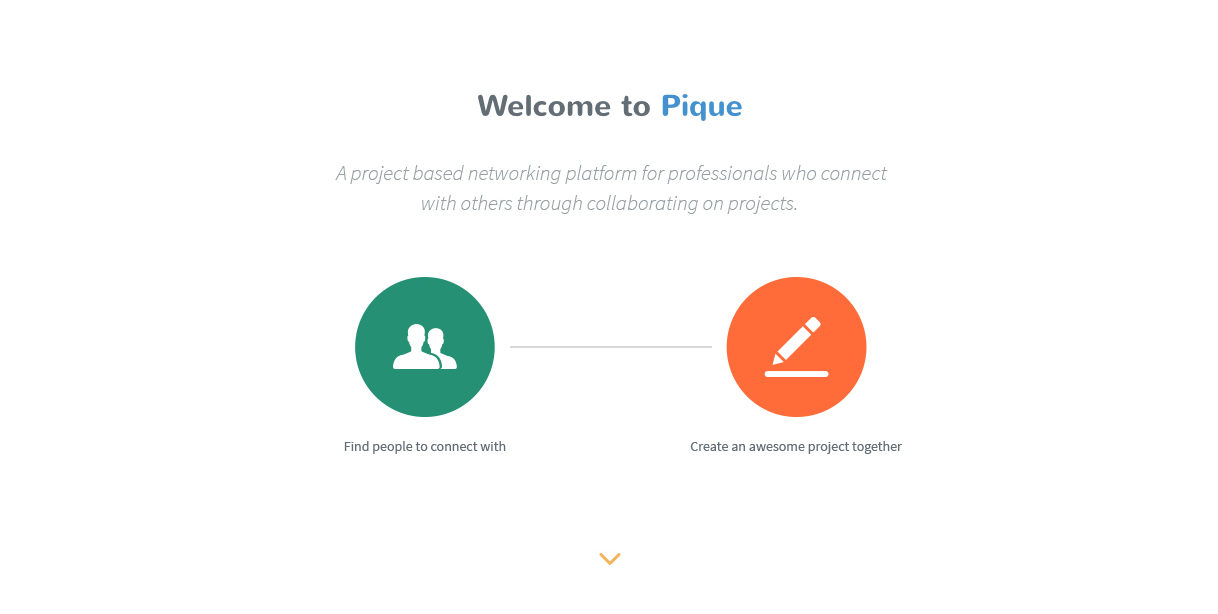 Welcome to Pique
A project based networking platform for professionals who connect
with others through collaborating on projects.
Find people to connect with
Create an awesome project together